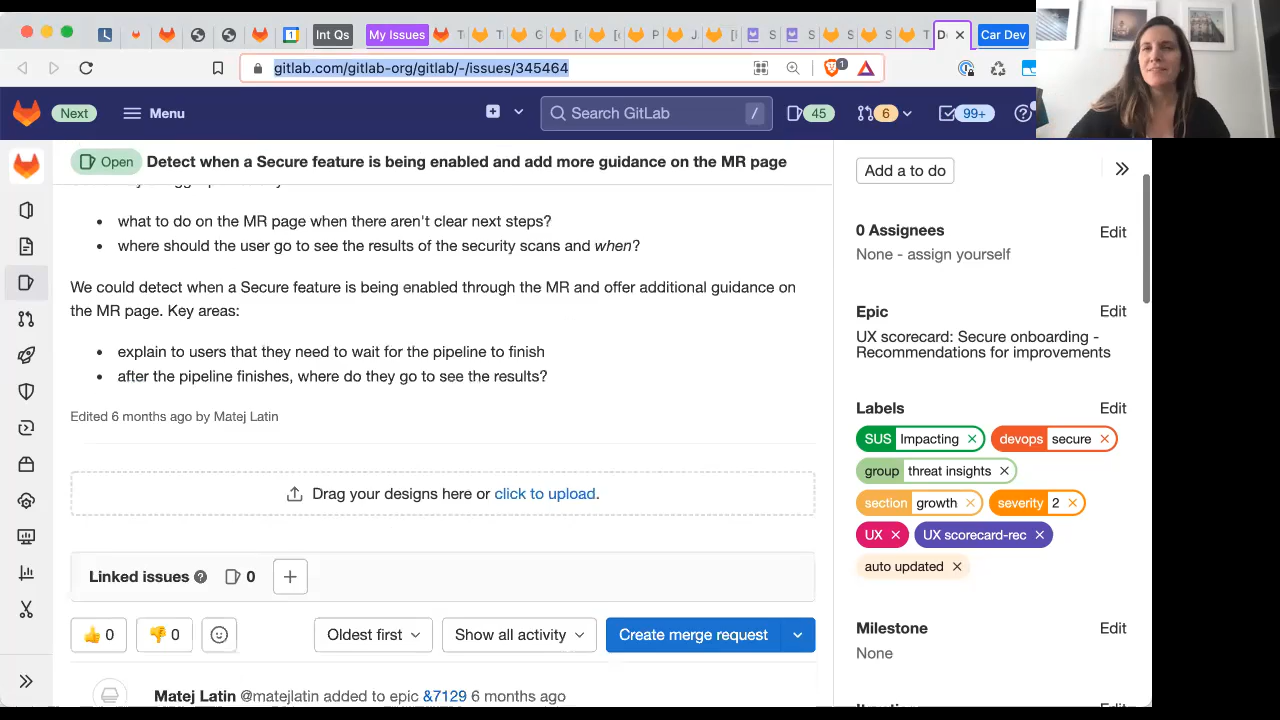 Int Qs
My Issues
Car Dev
gitlab.com/gitlab-org/gitlab/-/issues/345464
1
Next
Menu
Search GitLab
/
45
6
99+
Open
Detect when a Secure feature is being enabled and add more guidance on the MR page
Add a to do
what to do on the MR page when there aren't clear next steps?
where should the user go to see the results of the security scans and when?
We could detect when a Secure feature is being enabled through the MR and offer additional guidance on
the MR page. Key areas:
explain to users that they need to wait for the pipeline to finish
after the pipeline finishes, where do they go to see the results?
Edited 6 months ago by Matej Latin
Drag your designs here or click to upload.
Linked issues
0
👍 0
👎 0
Oldest first
Show all activity
Create merge request
Matej Latin @matejlatin added to epic &7129 6 months ago
0 Assignees
Edit
None - assign yourself
Epic
Edit
UX scorecard: Secure onboarding -
Recommendations for improvements
Labels
Edit
SUS Impacting
devops secure
group threat insights
section growth
severity 2
UX
UX scorecard-rec
auto updated
Milestone
Edit
None